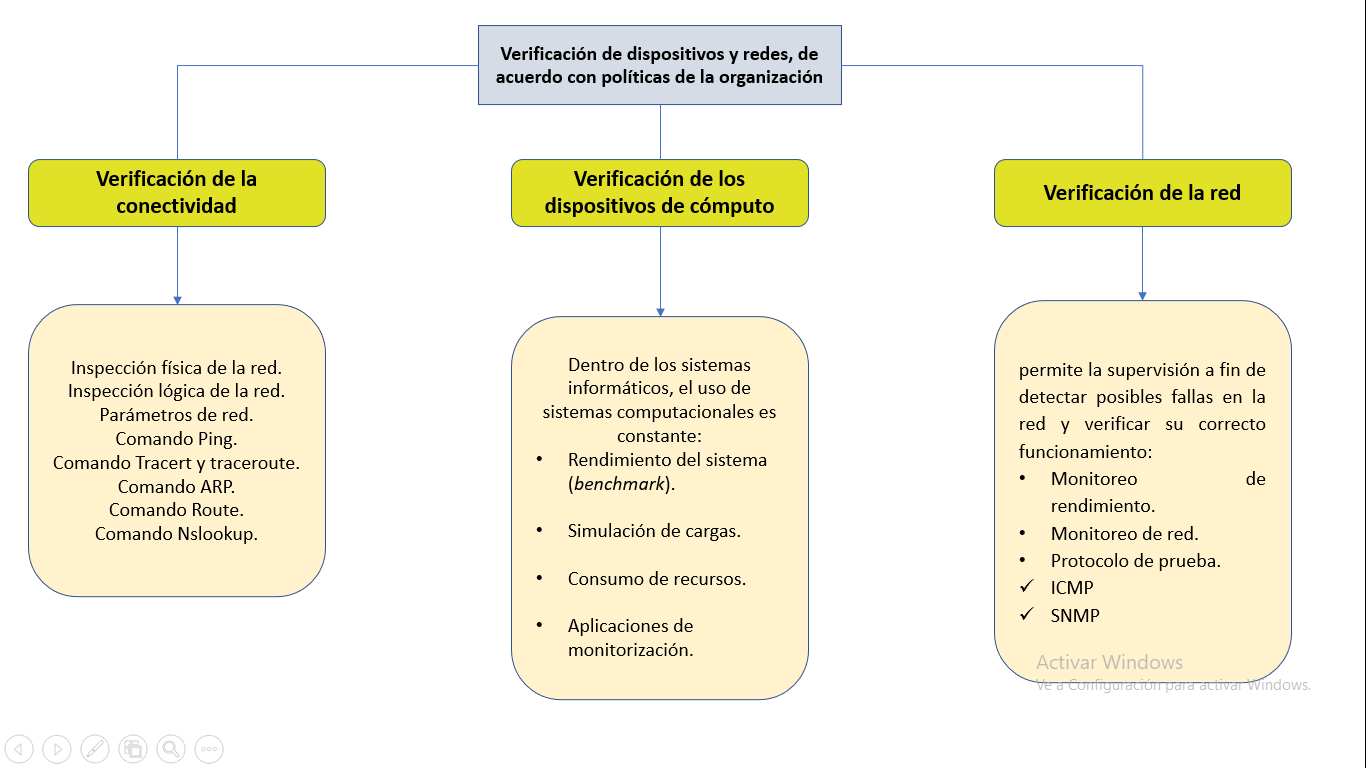 Verificación de dispositivos y redes, de
acuerdo con políticas de la organización
Verificación de la
conectividad
Inspección física de la red.
Inspección lógica de la red.
Parámetros de red.
Comando Ping.
Comando Tracert y traceroute.
Comando ARP.
Comando Route.
Comando Nslookup.
Verificación de los
dispositivos de cómputo
Dentro de los sistemas
informáticos, el uso de
sistemas computacionales es
constante:
• Rendimiento del sistema
(benchmark).
• Simulación de cargas.
• Consumo de recursos.
• Aplicaciones de
monitorización.
Verificación de la red
permite la supervisión a fin de
detectar posibles fallas en la
red y verificar su correcto
funcionamiento:
• Monitoreo de
rendimiento.
• Monitoreo de red.
• Protocolo de prueba.
✓ ICMP
✓ SNMP
Activar Windows
Ve a Configuración para activar Windows.